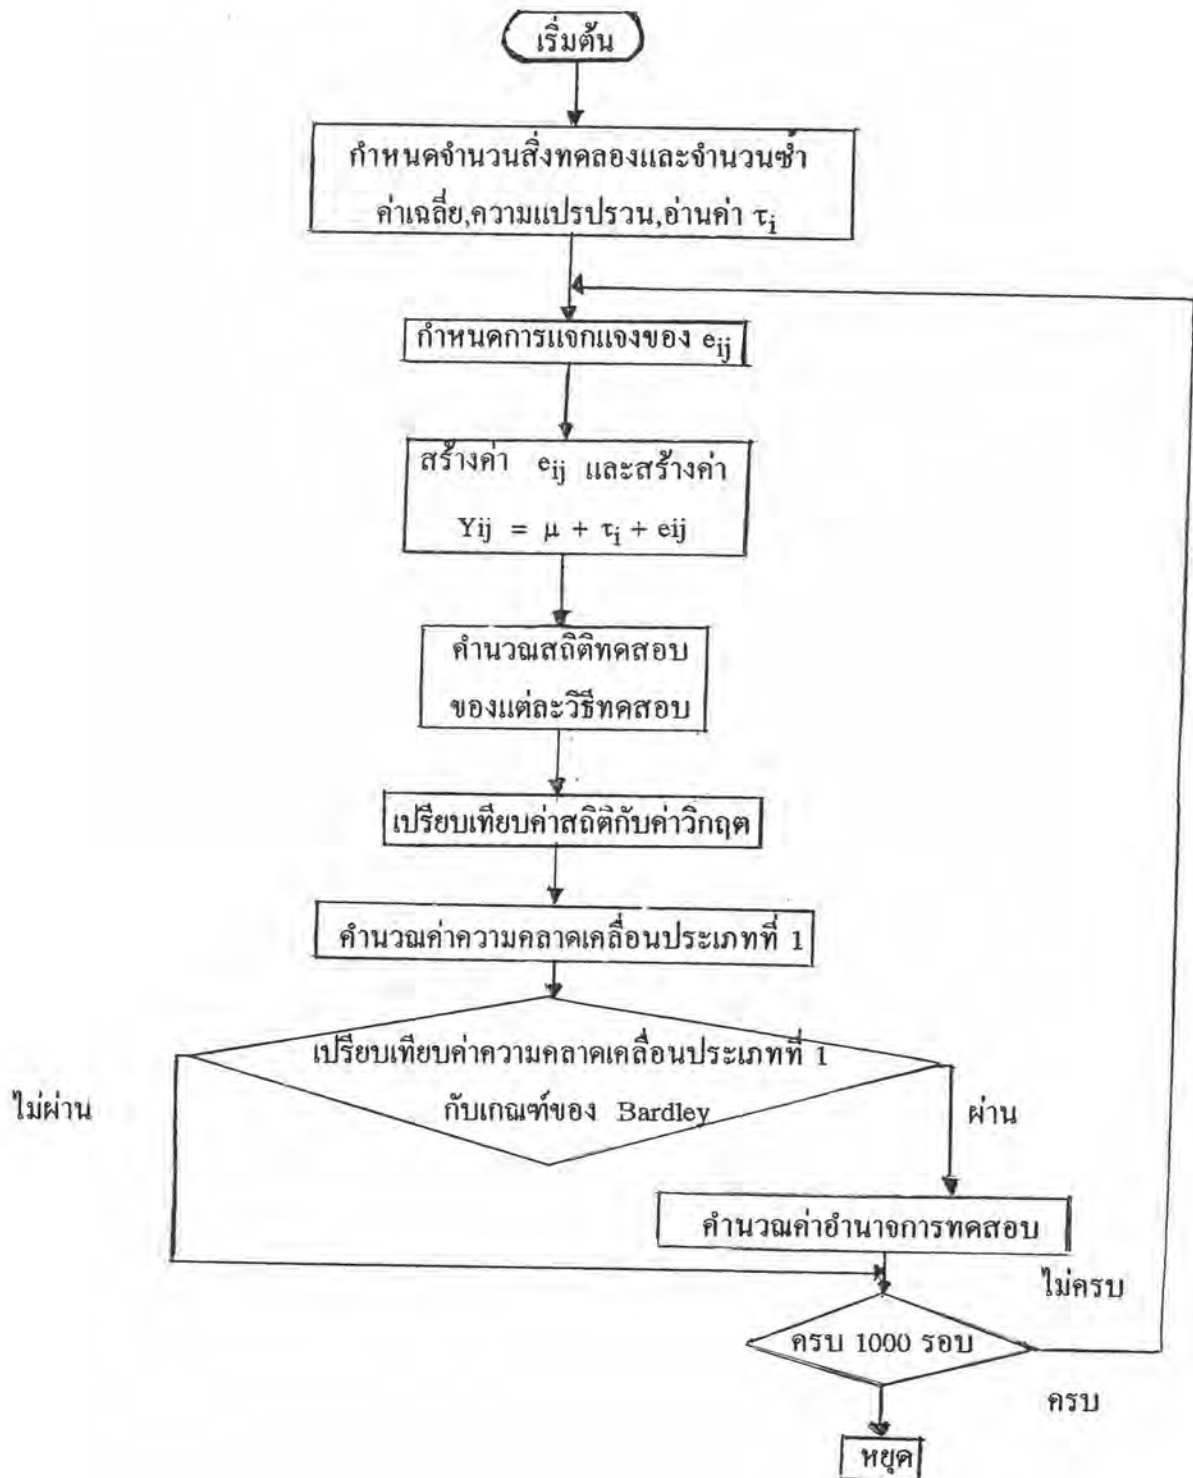 เริ่มต้น
กำหนดจำนวนสิ่งทดลองและจำนวนซ้ำ
ค่าเฉลี่ย,ความแปรปรวน,อ่านค่า τi
กำหนดการแจกแจงของ eij
สร้างค่า eij และสร้างค่า
Yij = μ + τi + eij
คำนวณสถิติทดสอบ
ของแต่ละวิธีทดสอบ
เปรียบเทียบค่าสถิติกับค่าวิกฤต
คำนวณค่าความคลาดเคลื่อนประเภทที่ 1
เปรียบเทียบค่าความคลาดเคลื่อนประเภทที่ 1
กับเกณฑ์ของ Bardley
ไม่ผ่าน
ผ่าน
คำนวณค่าอำนาจการทดสอบ
ไม่ครบ
ครบ 1000 รอบ
ครบ
หยุด